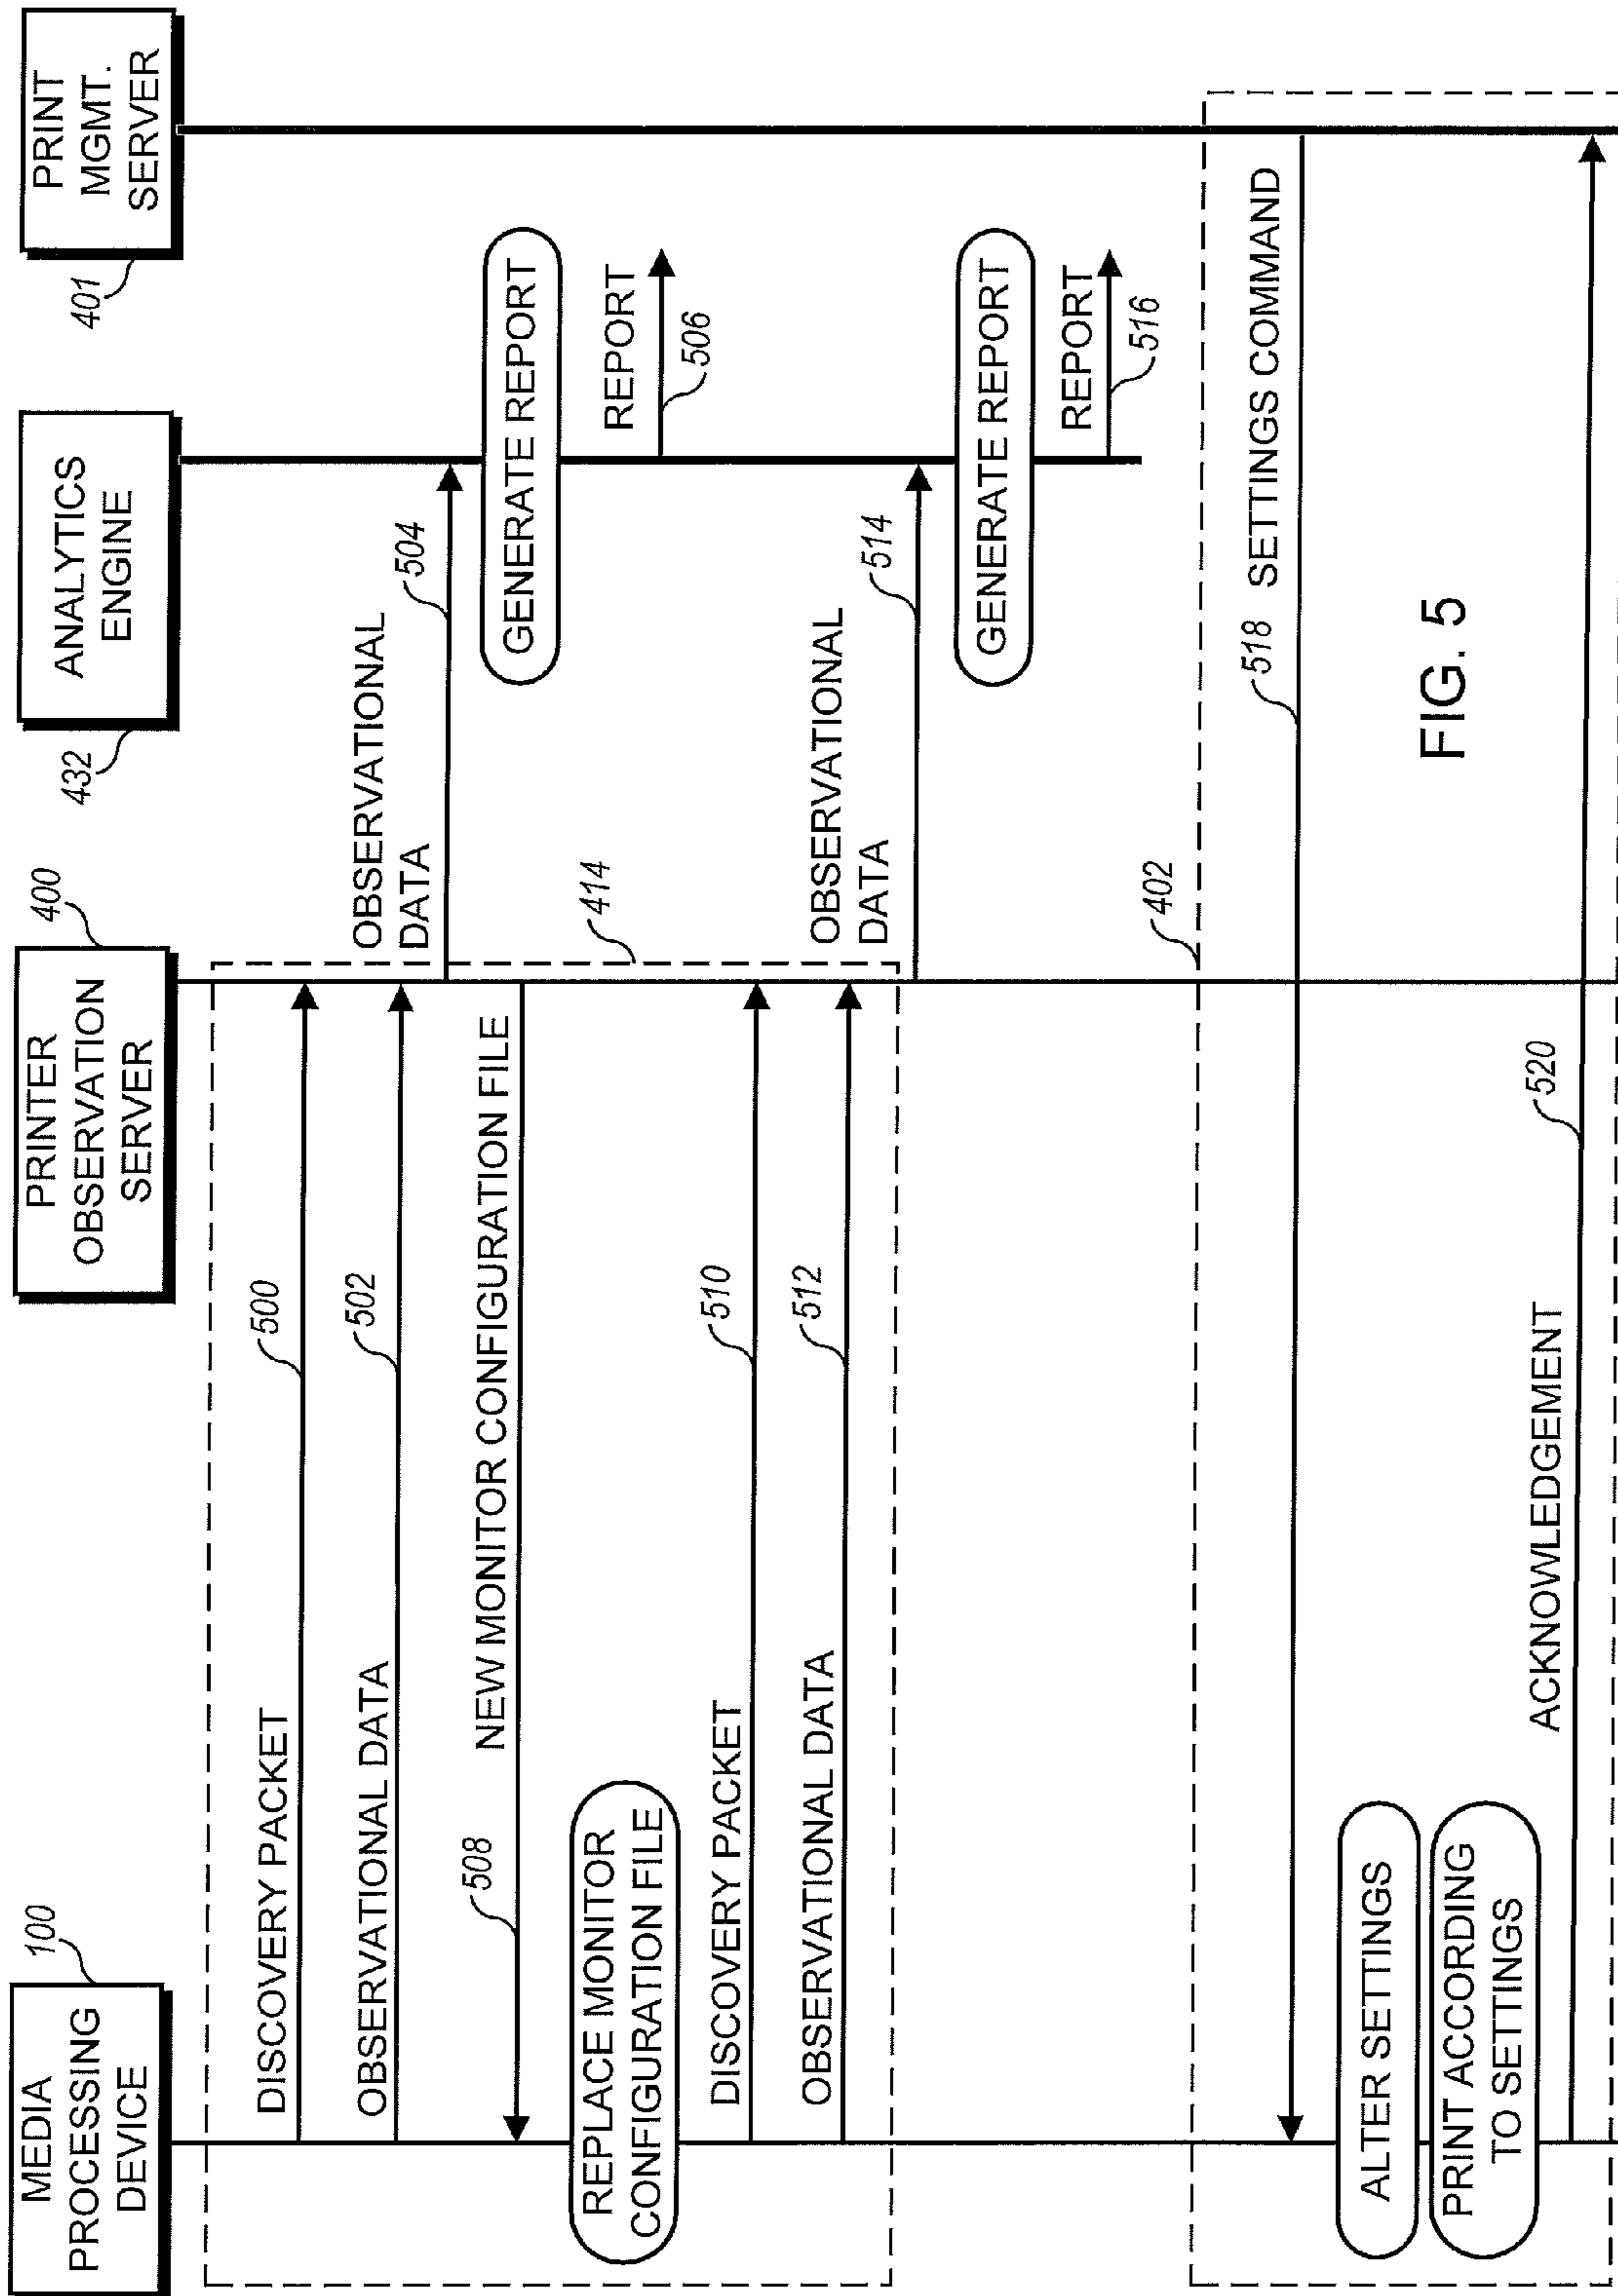 MEDIA
PROCESSING
DEVICE
100
PRINTER
OBSERVATION
SERVER
400
ANALYTICS
ENGINE
432
PRINT
MGMT.
SERVER
401
DISCOVERY PACKET
500
OBSERVATIONAL DATA
502
OBSERVATIONAL
DATA
504
GENERATE REPORT
REPORT
506
508
NEW MONITOR CONFIGURATION FILE
414
REPLACE MONITOR
CONFIGURATION FILE
DISCOVERY PACKET
510
OBSERVATIONAL DATA
512
OBSERVATIONAL
DATA
514
GENERATE REPORT
REPORT
516
402
518
SETTINGS COMMAND
ALTER SETTINGS
PRINT ACCORDING
TO SETTINGS
ACKNOWLEDGEMENT
520
FIG. 5